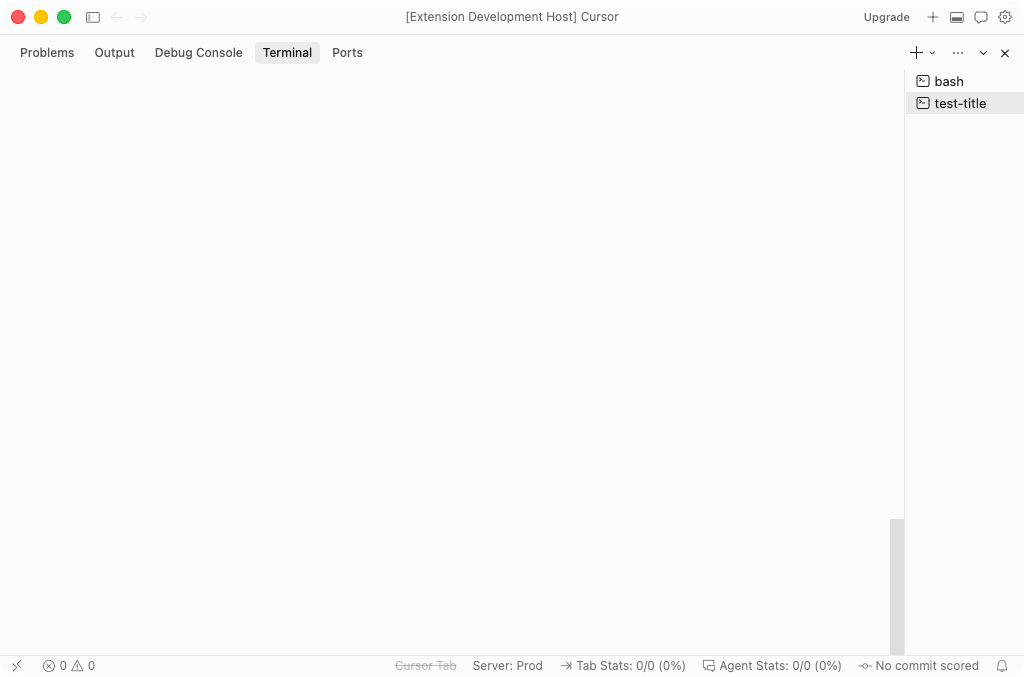 [Extension Development Host] Cursor
Upgrade
Problems Output Debug Console Terminal Ports
bash
test-title
0 0 Cursor Tab Server: Prod Tab Stats: 0/0 (0%) Agent Stats: 0/0 (0%) No commit scored